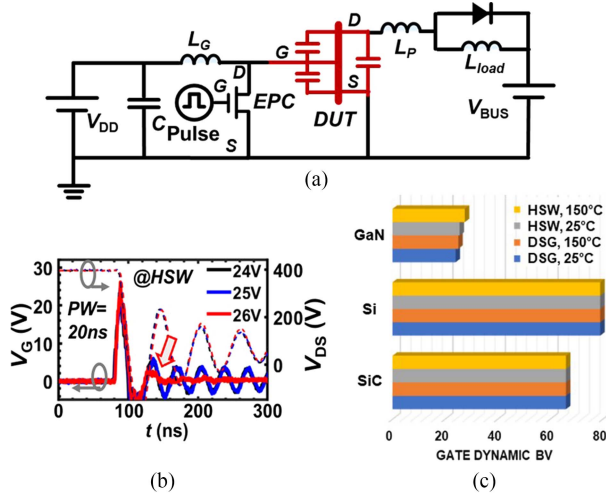 L_G
G
D
D
S
L_P
L_load
V_DD
C
Pulse
G
EPC
S
DUT
V_BUS
(a)
@HSW
PW=
20ns
24V
25V
26V
V_G (V)
30
20
10
0
V_DS (V)
400
200
0
0 100 200 300
t (ns)
(b)
HSW, 150°C
HSW, 25°C
DSG, 150°C
DSG, 25°C
GaN
Si
SiC
0 20 40 60 80
GATE DYNAMIC BV
(c)